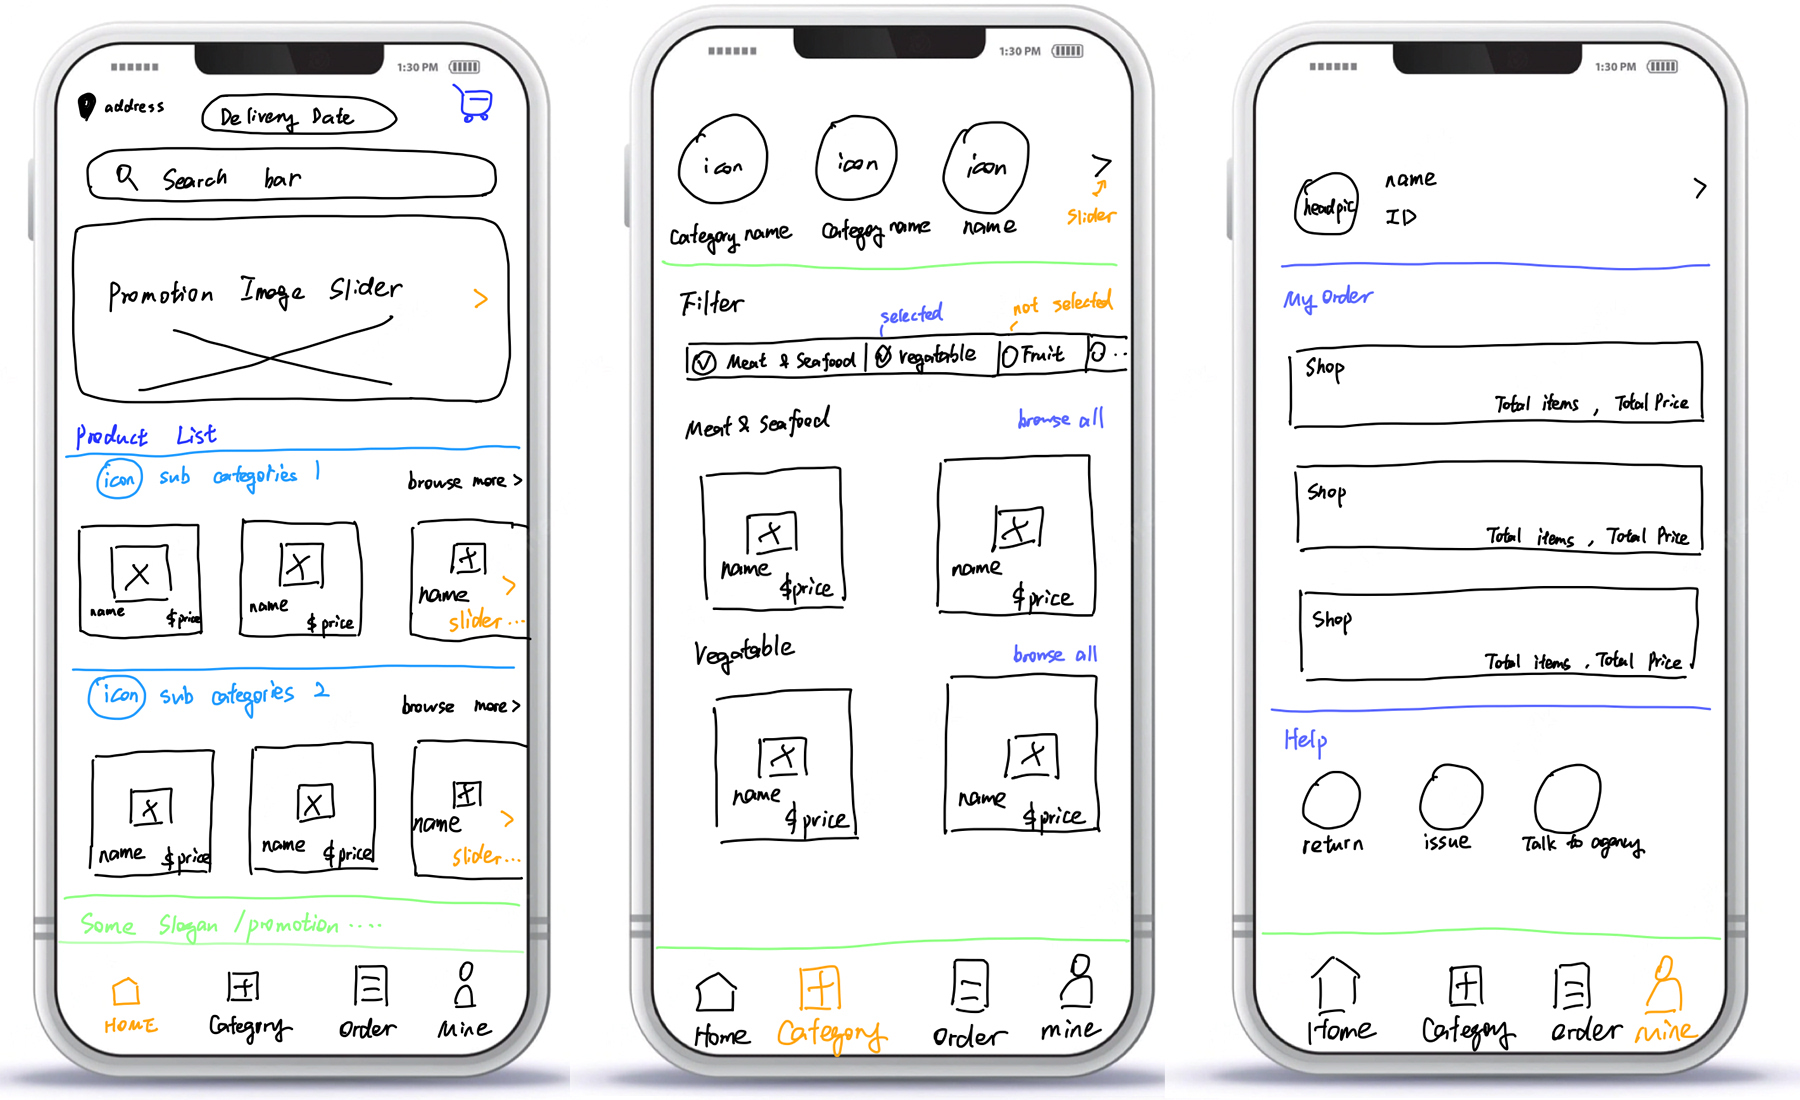 1:30 PM
address
Delivery Date
Search bar
Promotion Image Slider
Product List
icon sub categories 1
browse more >
name
$price
name
$price
name
slider...
icon sub categories 2
browse more >
name
$price
name
$price
name
slider...
Some Slogan / promotion ....
HOME
Category
order
Mine
1:30 PM
icon
icon
icon
Category name
Category name
name
slider
Filter
selected
not selected
Meat & Seafood
Vegatable
Fruit
..
Meat & Seafood
browse all
name
$price
name
$price
Vegatable
browse all
name
$price
name
$price
Home
Category
order
mine
1:30 PM
headpic
name
ID
My Order
Shop
Total items , Total Price
Shop
Total items , Total Price
Shop
Total items , Total Price
Help
return
issue
Talk to agency
Home
Category
order
Mine